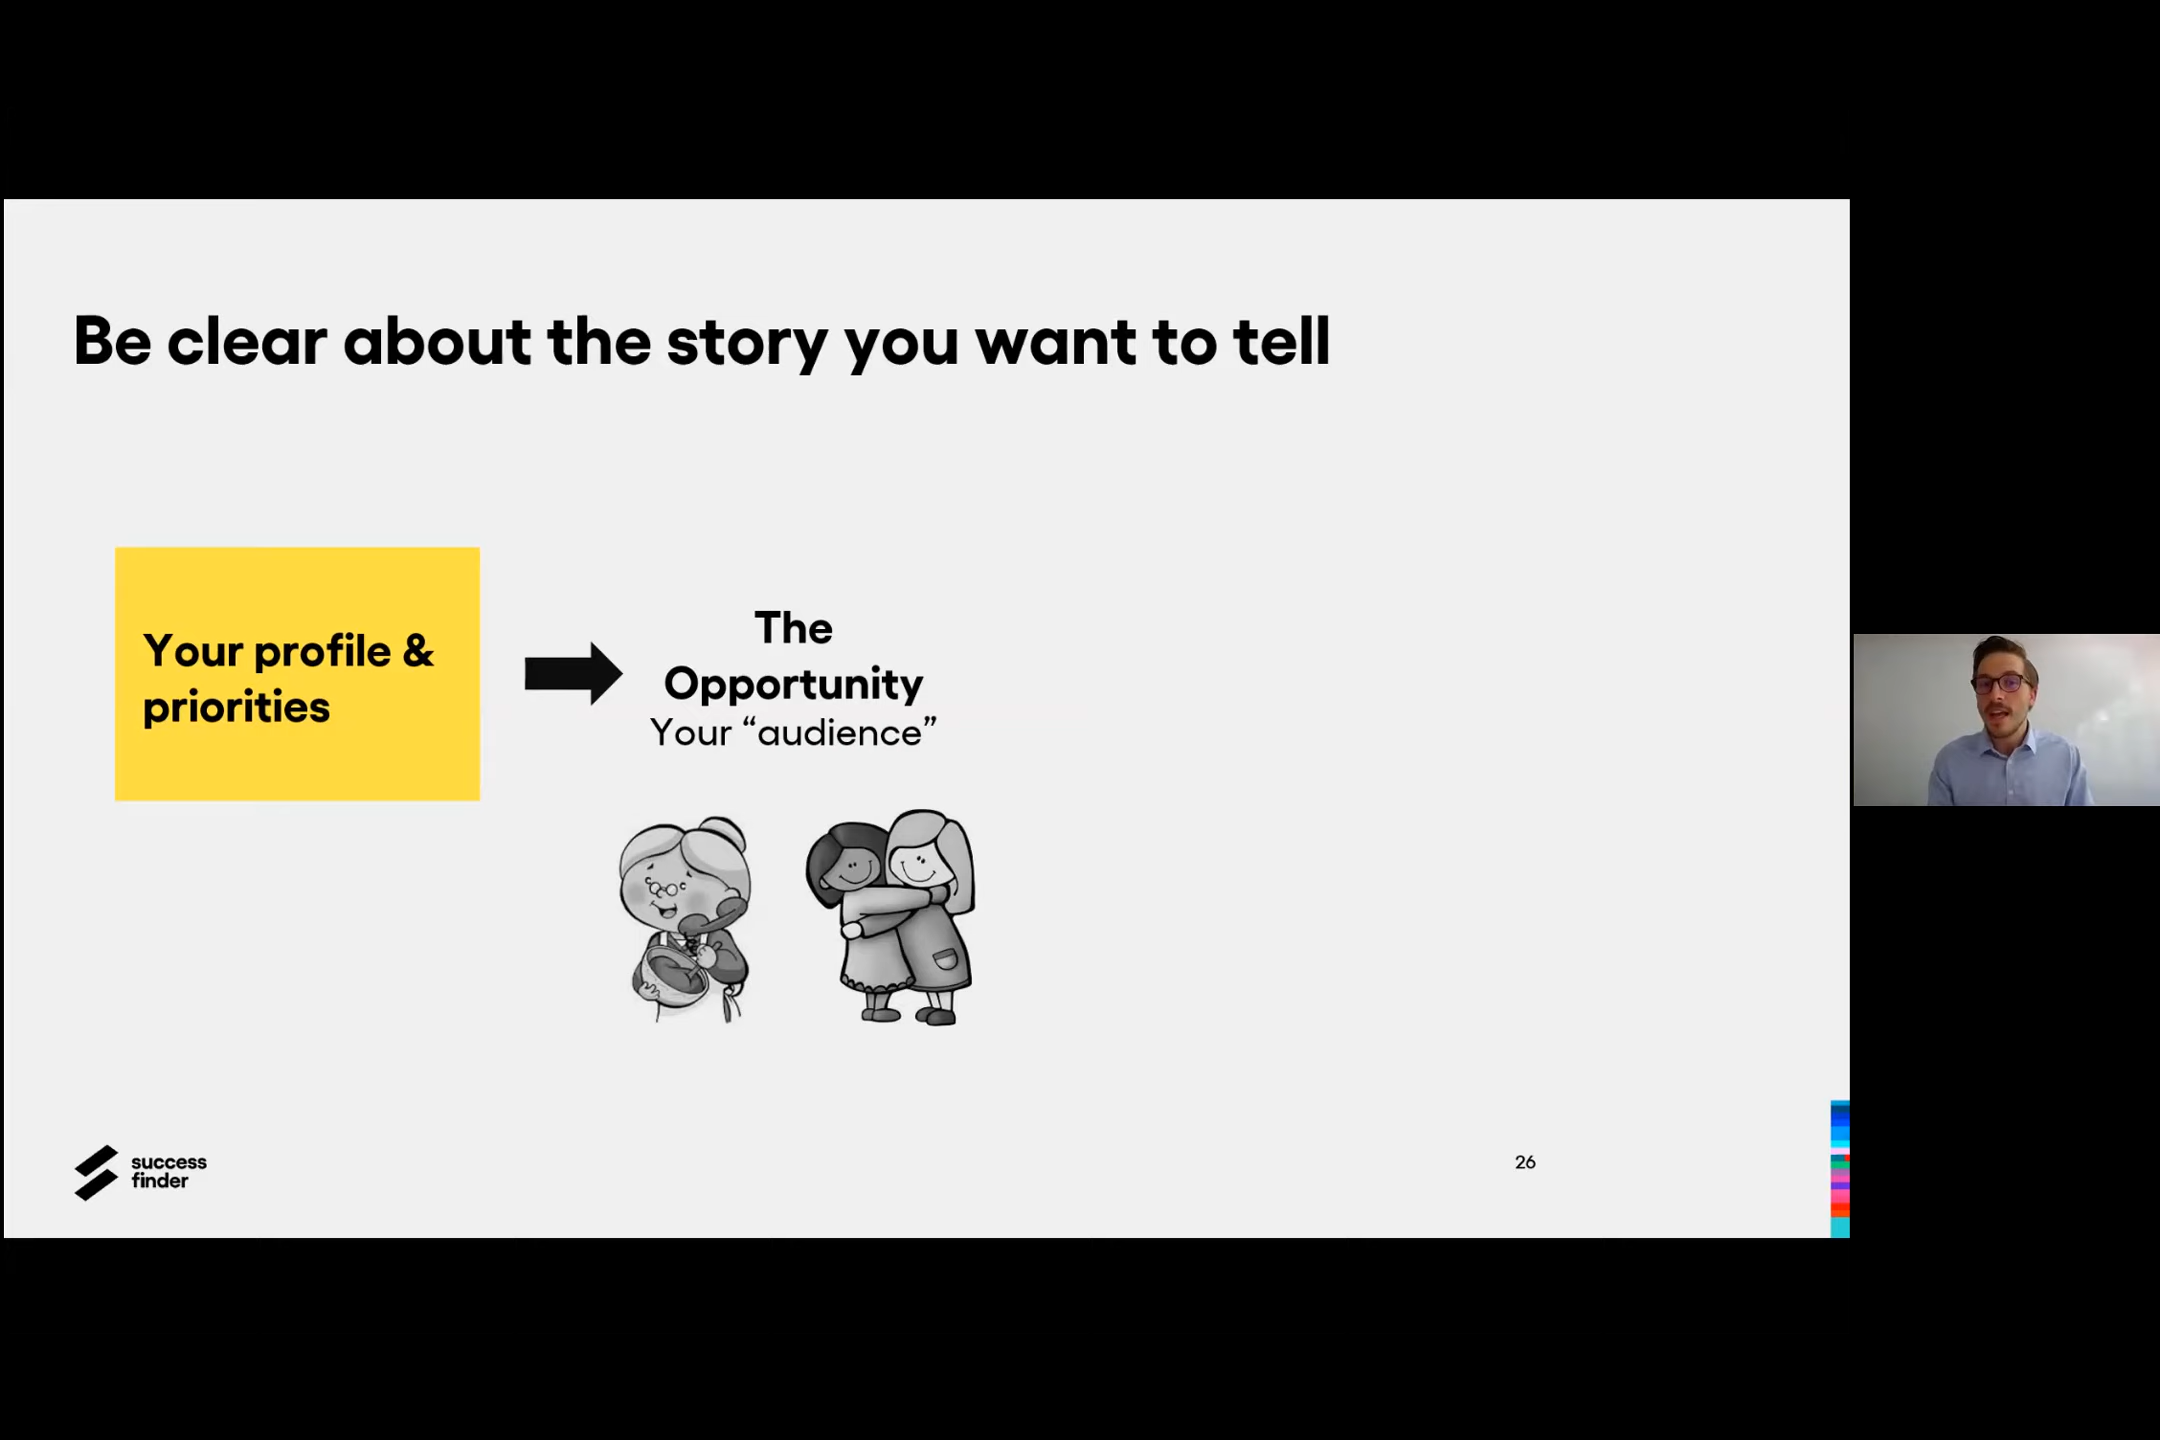 Be clear about the story you want to tell
Your profile &
priorities
The
Opportunity
Your “audience”
success
finder
26